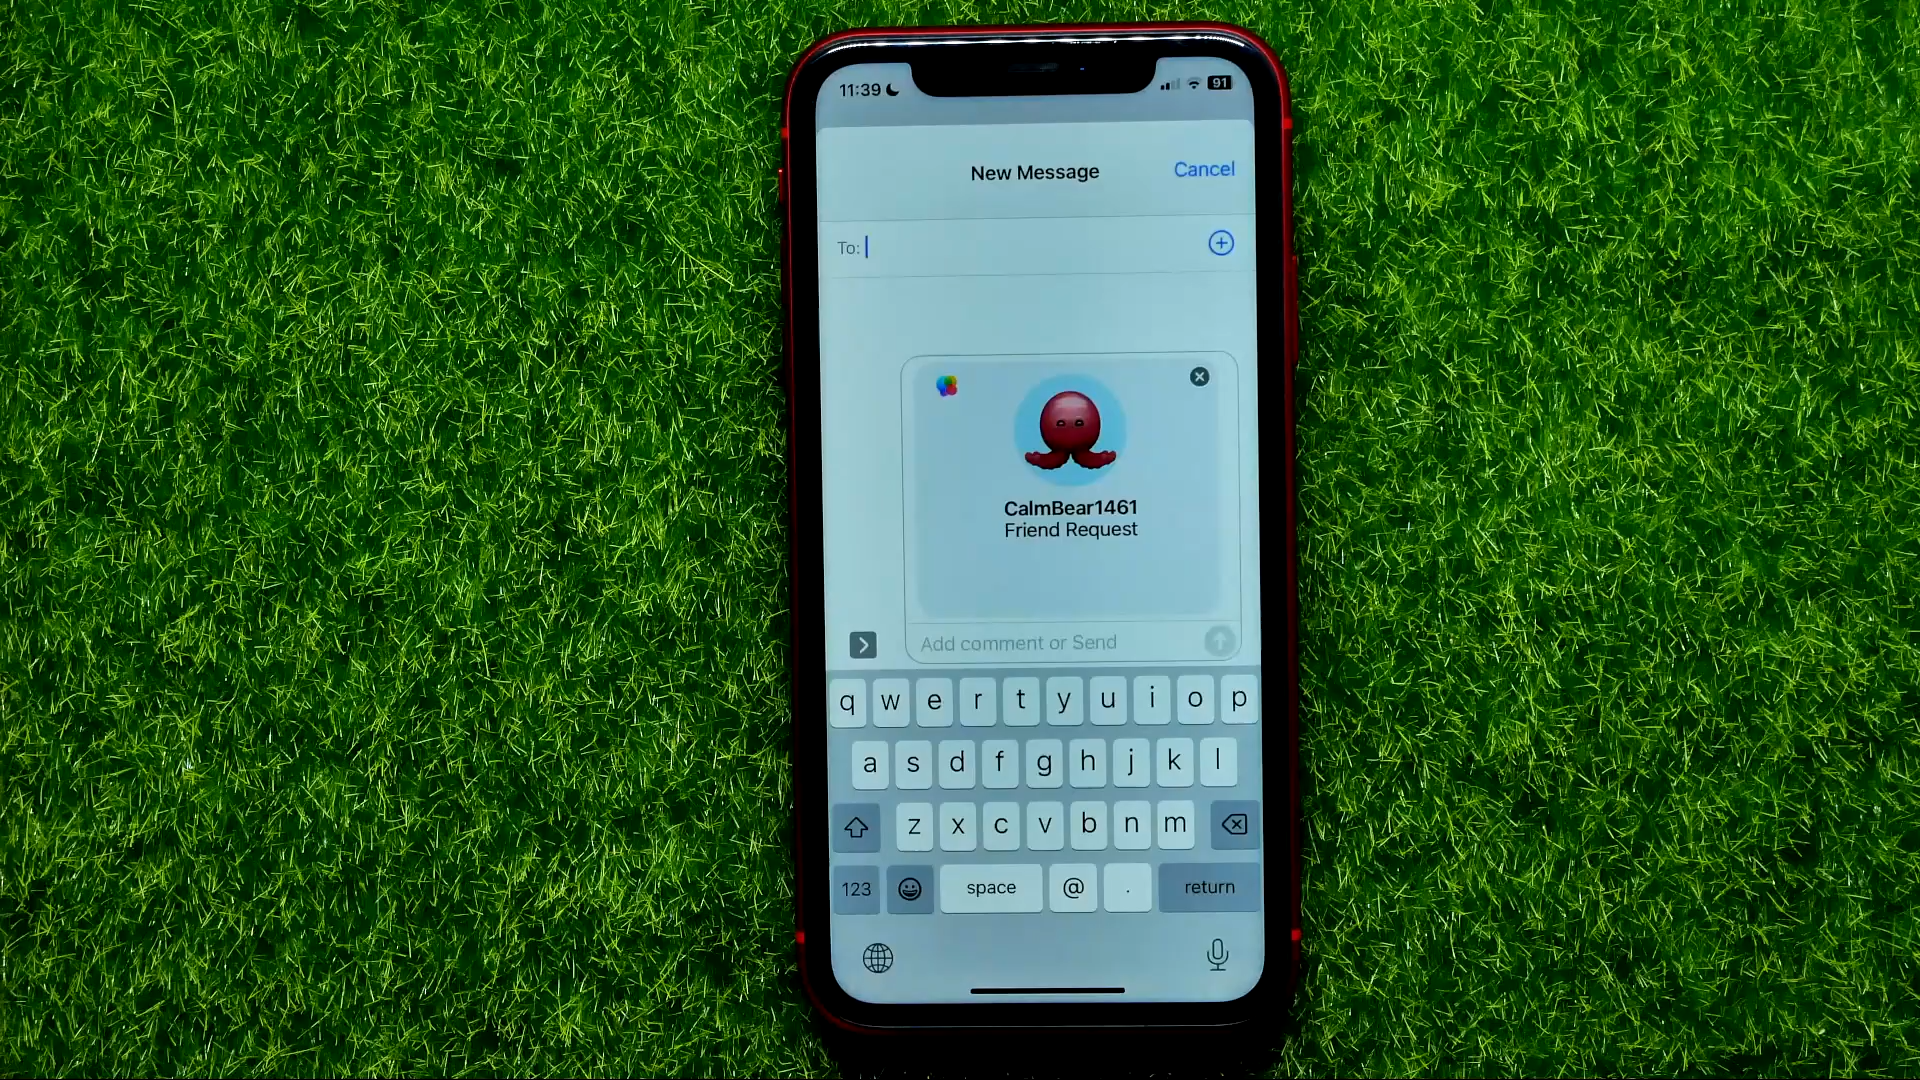 11:39
91
New Message
Cancel
To:
CalmBear1461
Friend Request
Add comment or Send
q w e r t y u i o p
a s d f g h j k l
z x c v b n m
123 space @ . return